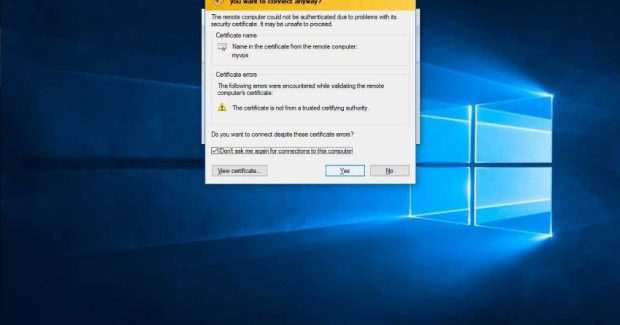 you want to connect anyway?
The remote computer could not be authenticated due to problems with its
security certificate. It may be unsafe to proceed.
Certificate name
Name in the certificate from the remote computer:
myvps
Certificate errors
The following errors were encountered while validating the remote
computer's certificate:
The certificate is not from a trusted certifying authority.
Do you want to connect despite these certificate errors?
Don't ask me again for connections to this computer
View certificate...
Yes
No